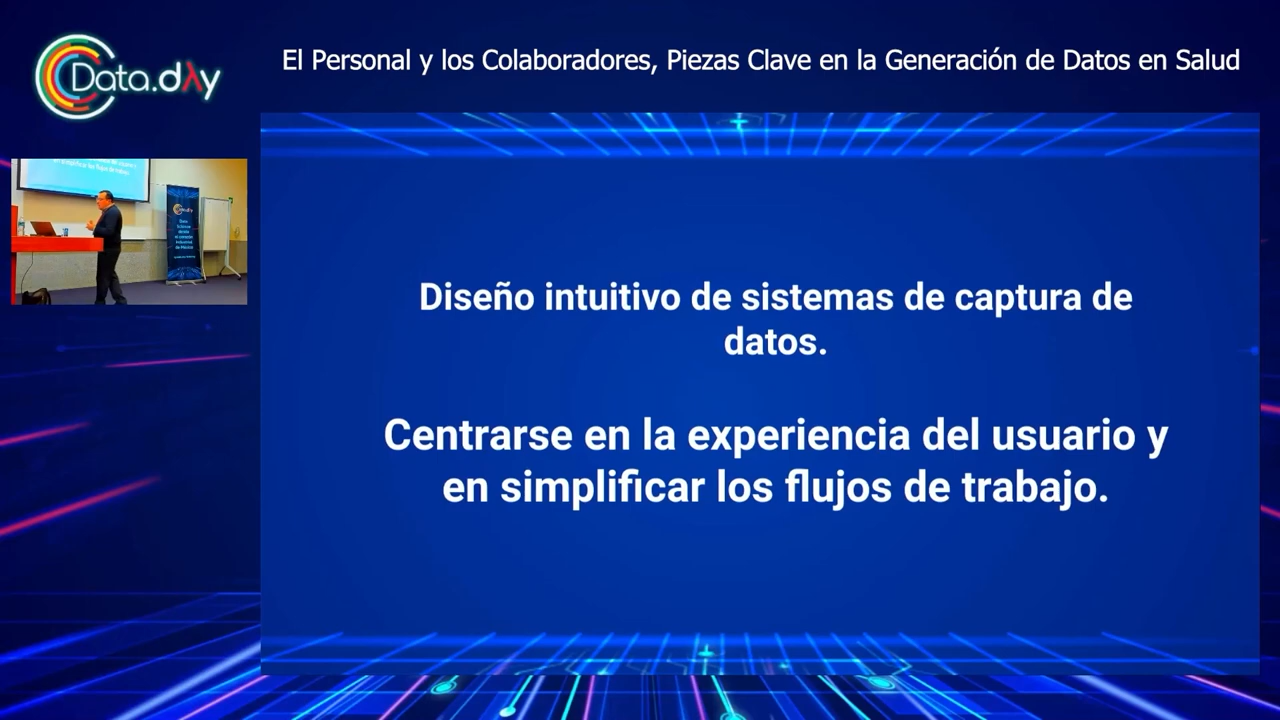 Data.dλy
El Personal y los Colaboradores, Piezas Clave en la Generación de Datos en Salud
Diseño intuitivo de sistemas de captura de
datos.
Centrarse en la experiencia del usuario y
en simplificar los flujos de trabajo.